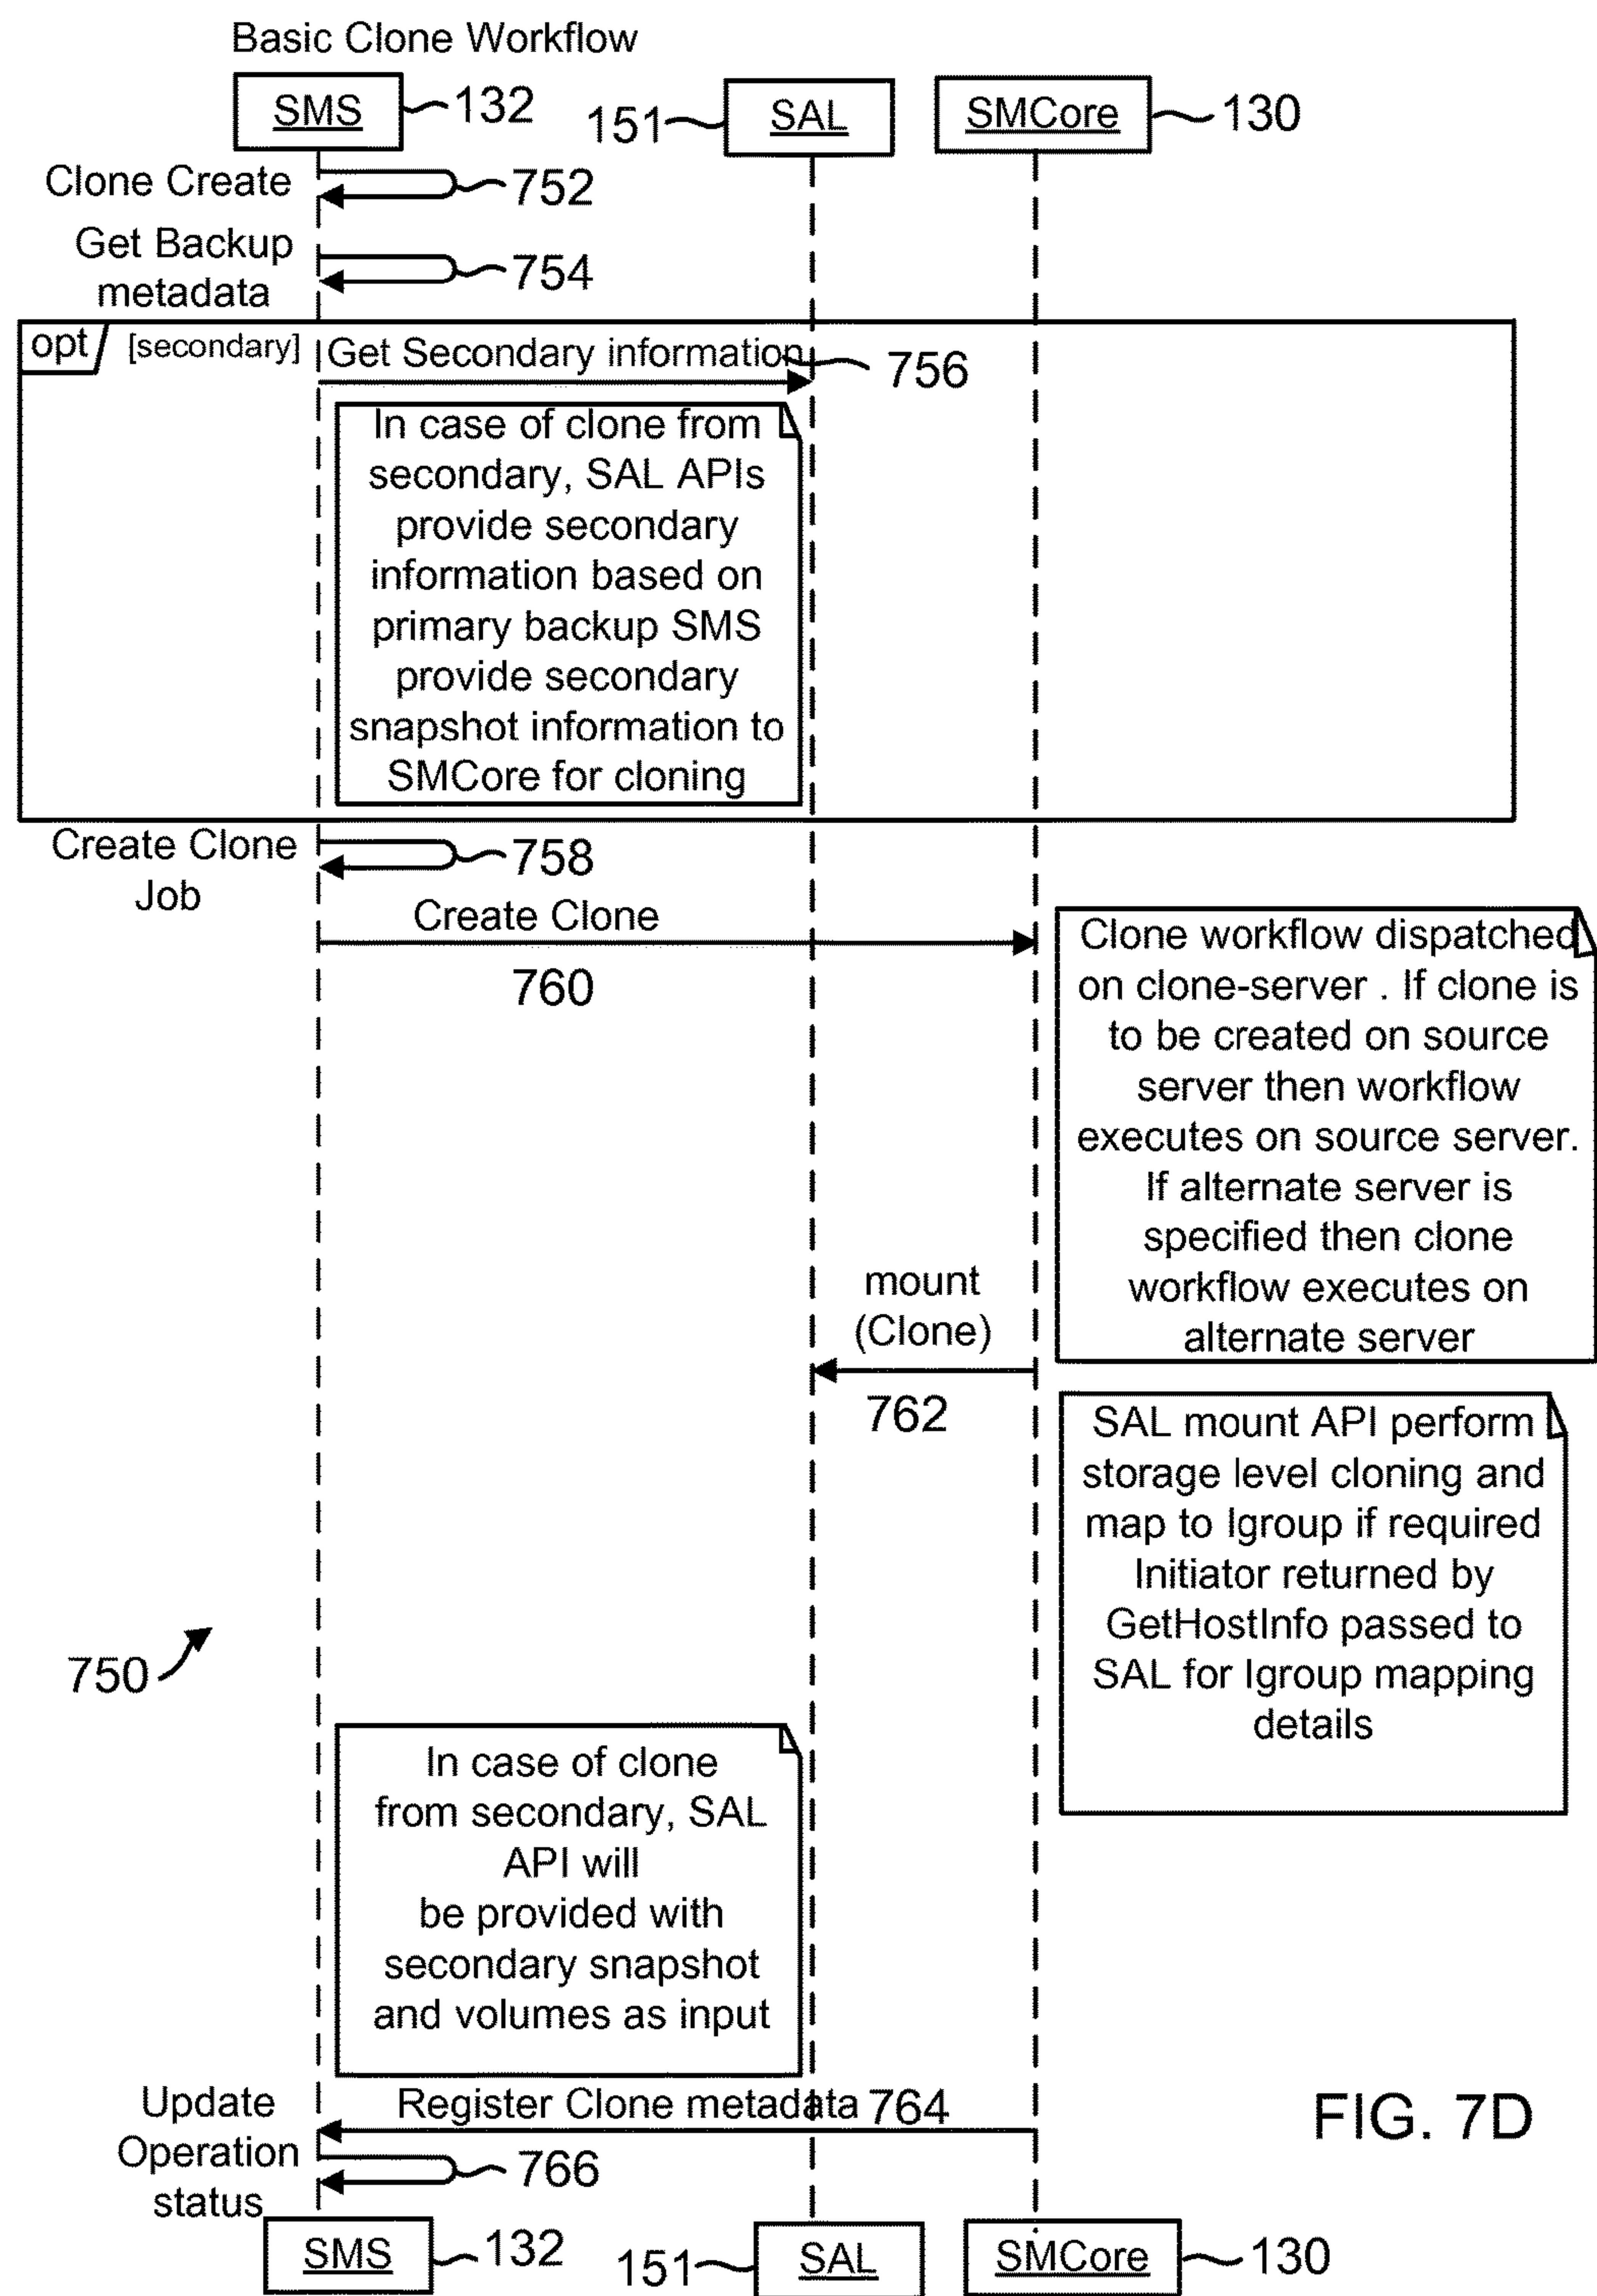 Basic Clone Workflow
SMS 132 151 SAL SMCore 130
Clone Create 752
Get Backup
metadata
754
opt [secondary] Get Secondary information 756
In case of clone from
secondary, SAL APIs
provide secondary
information based on
primary backup SMS
provide secondary
snapshot information to
SMCore for cloning
Create Clone
Job
758
Create Clone
760
Clone workflow dispatched
on clone-server . If clone is
to be created on source
server then workflow
executes on source server.
If alternate server is
specified then clone
workflow executes on
alternate server
mount
(Clone)
762
SAL mount API perform
storage level cloning and
map to Igroup if required
Initiator returned by
GetHostInfo passed to
SAL for Igroup mapping
details
750
In case of clone
from secondary, SAL
API will
be provided with
secondary snapshot
and volumes as input
Register Clone metadata 764
Update
Operation
status
766
FIG. 7D
SMS 132 151 SAL SMCore 130